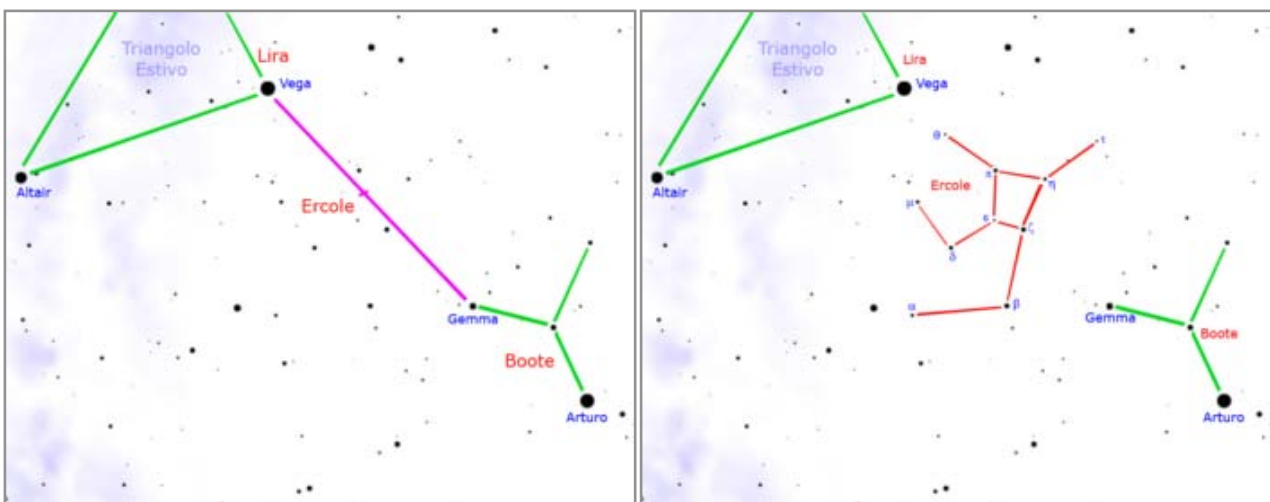 Triangolo
Estivo
Lira
Vega
Altair
Ercole
Gemma
Boote
Arturo
Triangolo
Estivo
Lira
Vega
θ
τ
π
η
Altair
Ercole
μ
ε
ζ
δ
α
β
Gemma
Boote
Arturo